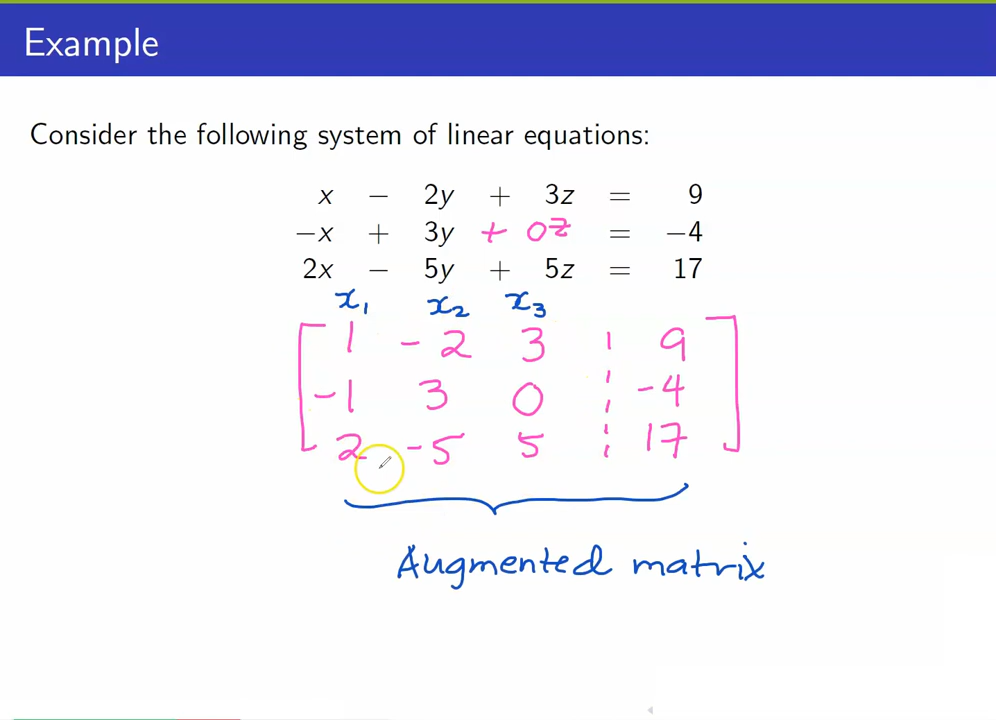 Example
Consider the following system of linear equations:
x − 2y + 3z = 9
−x + 3y + 0z = −4
2x − 5y + 5z = 17
x₁ x₂ x₃
1 -2 3 ¦ 9
-1 3 0 ¦ -4
2 -5 5 ¦ 17
Augmented matrix